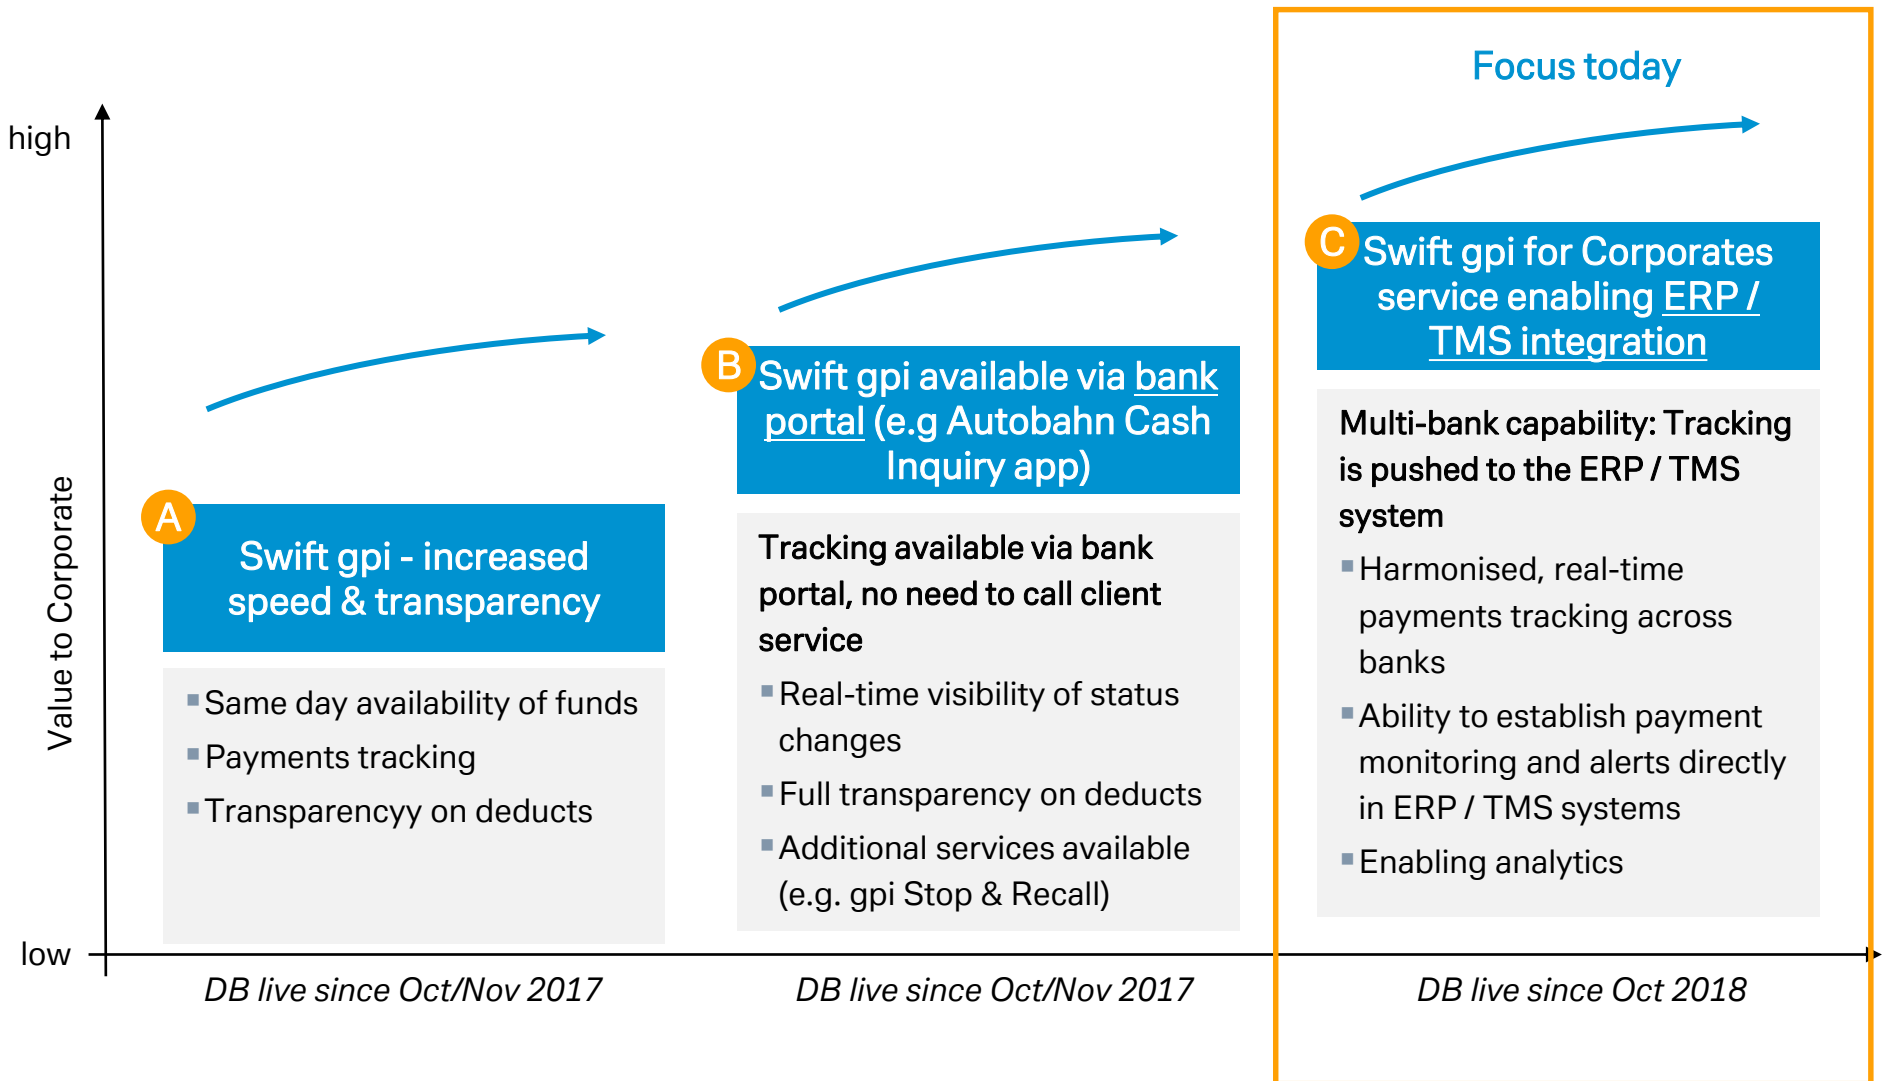 Focus today
high
Value to Corporate
low
A
Swift gpi - increased
speed & transparency
Same day availability of funds
Payments tracking
Transparencyy on deducts
DB live since Oct/Nov 2017
B
Swift gpi available via bank
portal (e.g Autobahn Cash
Inquiry app)
Tracking available via bank
portal, no need to call client
service
Real-time visibility of status
changes
Full transparency on deducts
Additional services available
(e.g. gpi Stop & Recall)
DB live since Oct/Nov 2017
C
Swift gpi for Corporates
service enabling ERP /
TMS integration
Multi-bank capability: Tracking
is pushed to the ERP / TMS
system
Harmonised, real-time
payments tracking across
banks
Ability to establish payment
monitoring and alerts directly
in ERP / TMS systems
Enabling analytics
DB live since Oct 2018